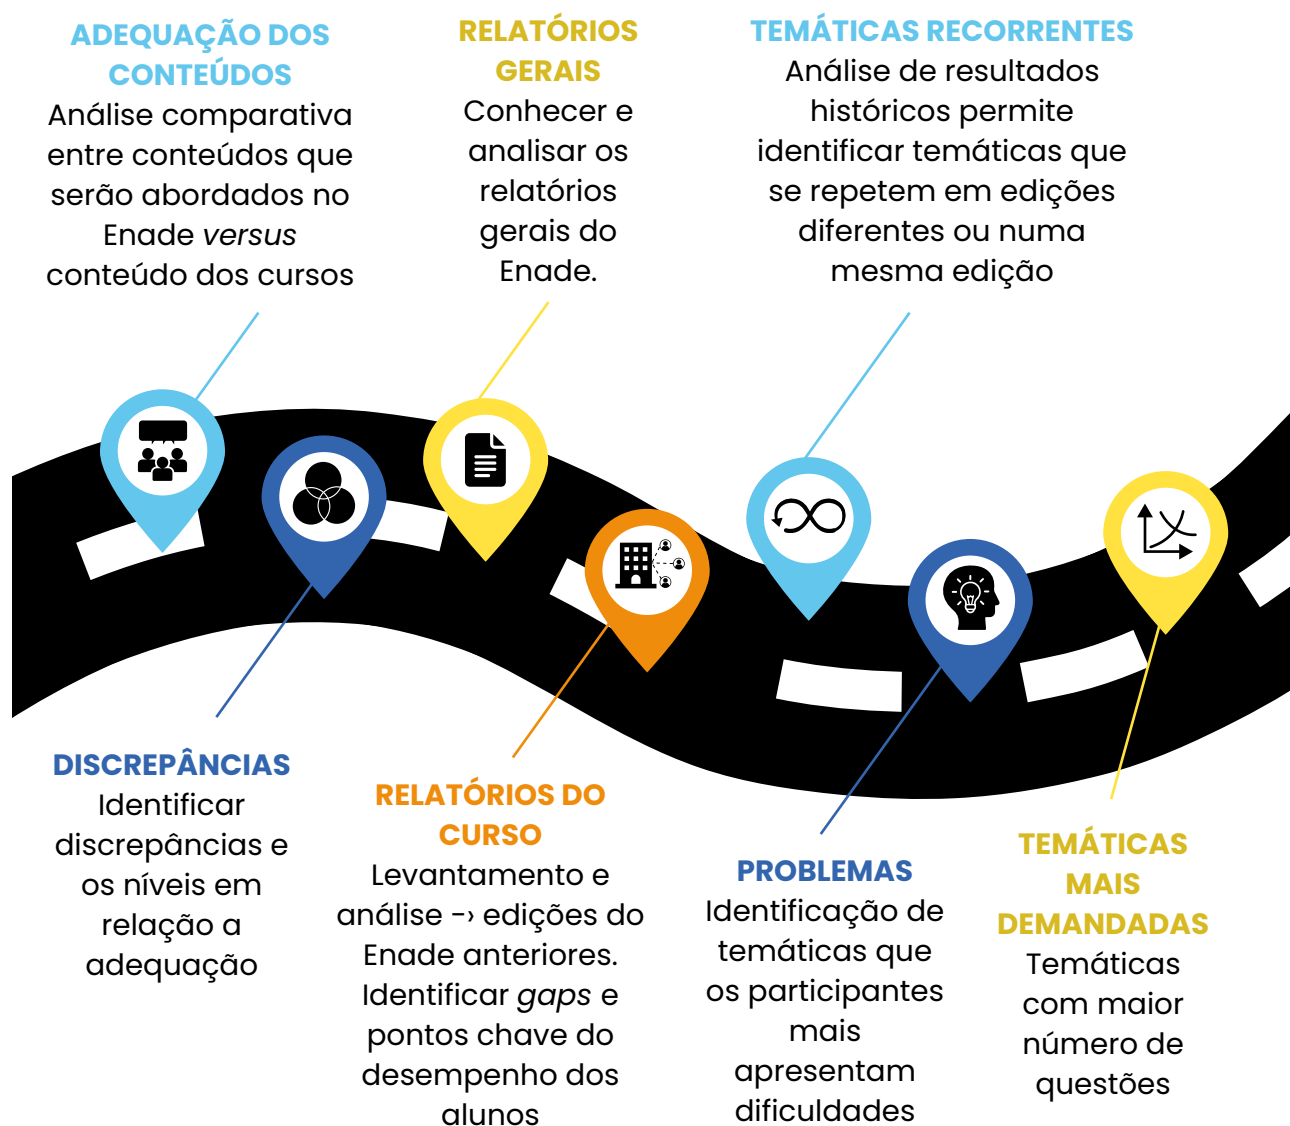 ADEQUAÇÃO DOS
CONTEÚDOS
Análise comparativa
entre conteúdos que
serão abordados no
Enade versus
conteúdo dos cursos
RELATÓRIOS
GERAIS
Conhecer e
analisar os
relatórios
gerais do
Enade.
TEMÁTICAS RECORRENTES
Análise de resultados
históricos permite
identificar temáticas que
se repetem em edições
diferentes ou numa
mesma edição
DISCREPÂNCIAS
Identificar
discrepâncias e
os níveis em
relação a
adequação
RELATÓRIOS DO
CURSO
Levantamento e
análise -› edições do
Enade anteriores.
Identificar gaps e
pontos chave do
desempenho dos
alunos
PROBLEMAS
Identificação de
temáticas que
os participantes
mais
apresentam
dificuldades
TEMÁTICAS
MAIS
DEMANDADAS
Temáticas
com maior
número de
questões